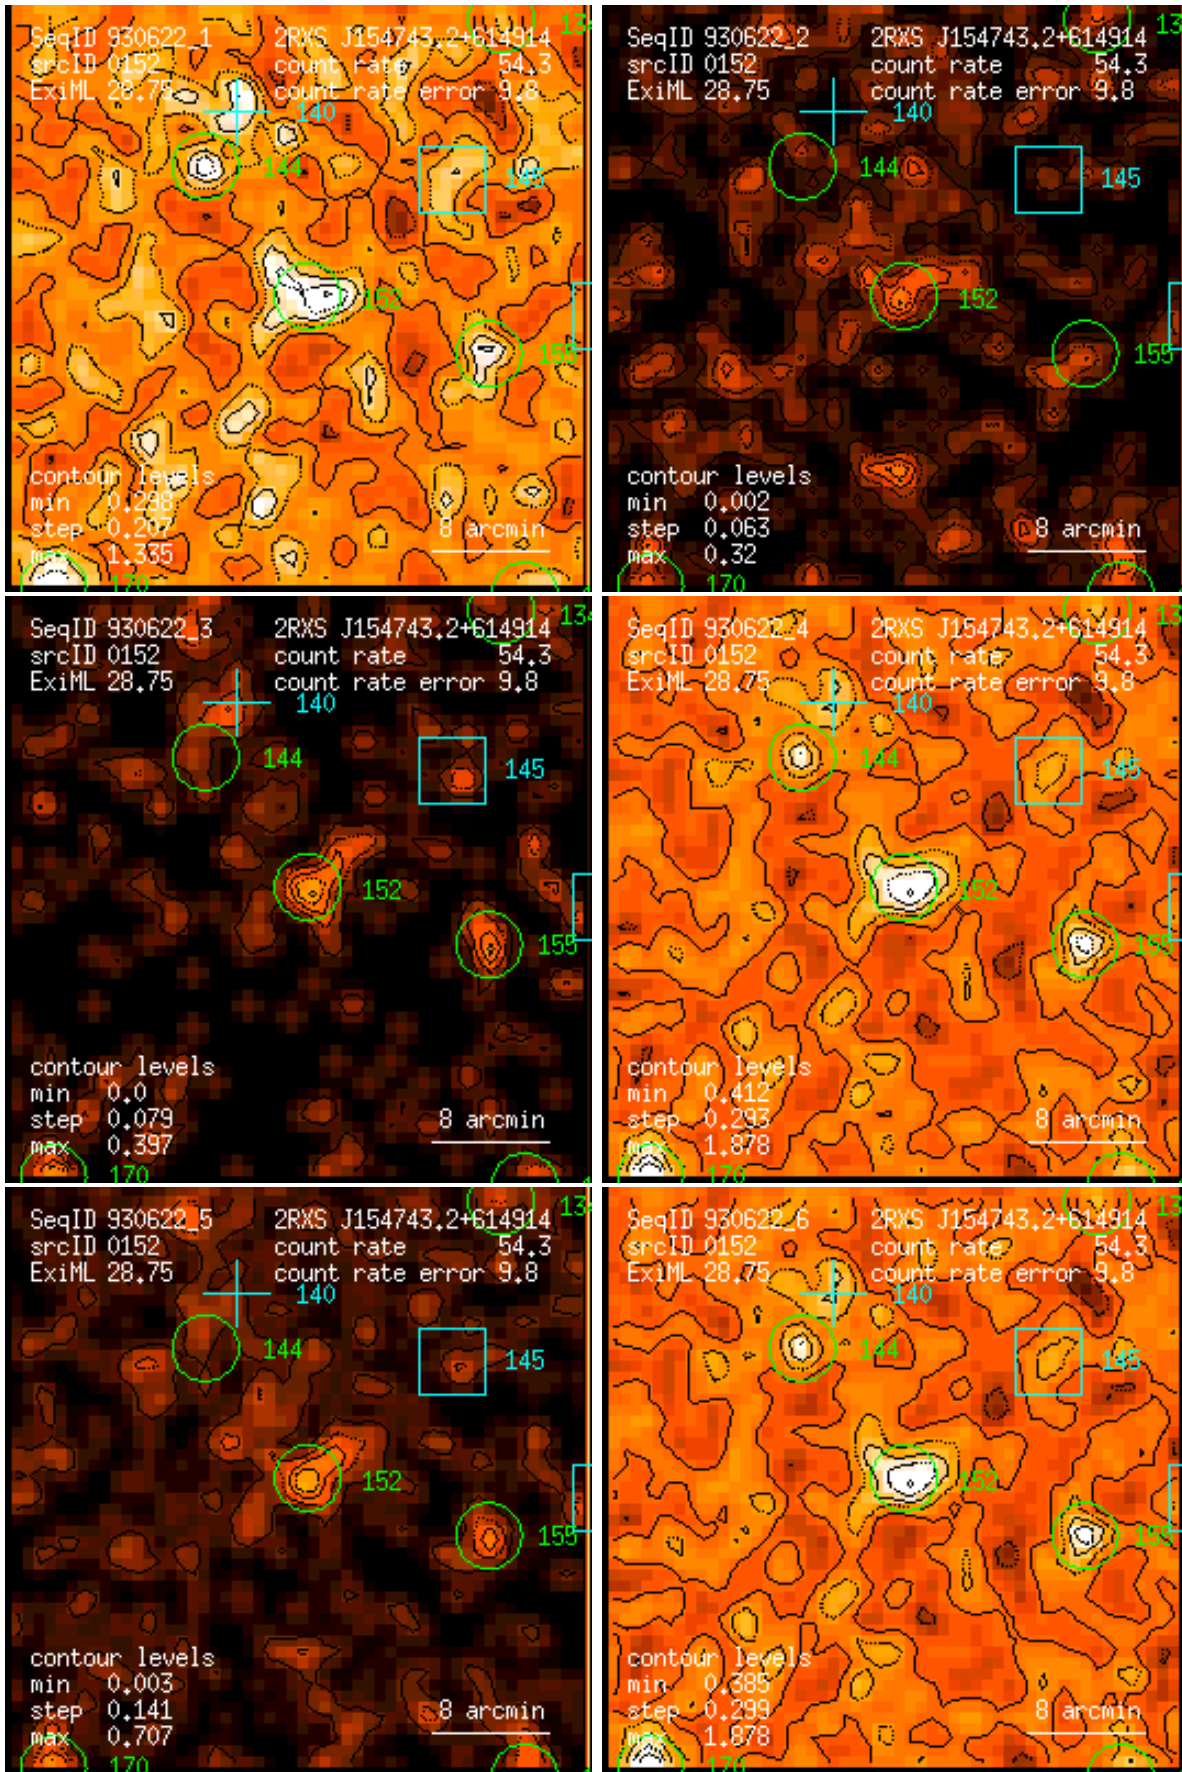 SeqID 930622_1 2RXS J154743.2+614914 134
srcID 0152 count rate 54.3
ExiML 28.75 count rate error 9.8
140
144
145
152
155
contour levels
min 0.298
step 0.207 8 arcmin
max 1.335
170
SeqID 930622_2 2RXS J154743.2+614914 13
srcID 0152 count rate 54.3
ExiML 28.75 count rate error 9.8
140
144
145
152
155
contour levels
min 0.002
step 0.063 8 arcmin
max 0.32
170
SeqID 930622_3 2RXS J154743.2+614914 134
srcID 0152 count rate 54.3
ExiML 28.75 count rate error 9.8
140
144
145
152
155
contour levels
min 0.0
step 0.079 8 arcmin
max 0.397
170
SeqID 930622_4 2RXS J154743.2+614914 13
srcID 0152 count rate 54.3
ExiML 28.75 count rate error 9.8
140
144
145
152
155
contour levels
min 0.412
step 0.293 8 arcmin
max 1.878
170
SeqID 930622_5 2RXS J154743.2+614914 134
srcID 0152 count rate 54.3
ExiML 28.75 count rate error 9.8
140
144
145
152
155
contour levels
min 0.003
step 0.141 8 arcmin
max 0.707
170
SeqID 930622_6 2RXS J154743.2+614914 13
srcID 0152 count rate 54.3
ExiML 28.75 count rate error 9.8
140
144
145
152
155
contour levels
min 0.385
step 0.299 8 arcmin
max 1.878
170